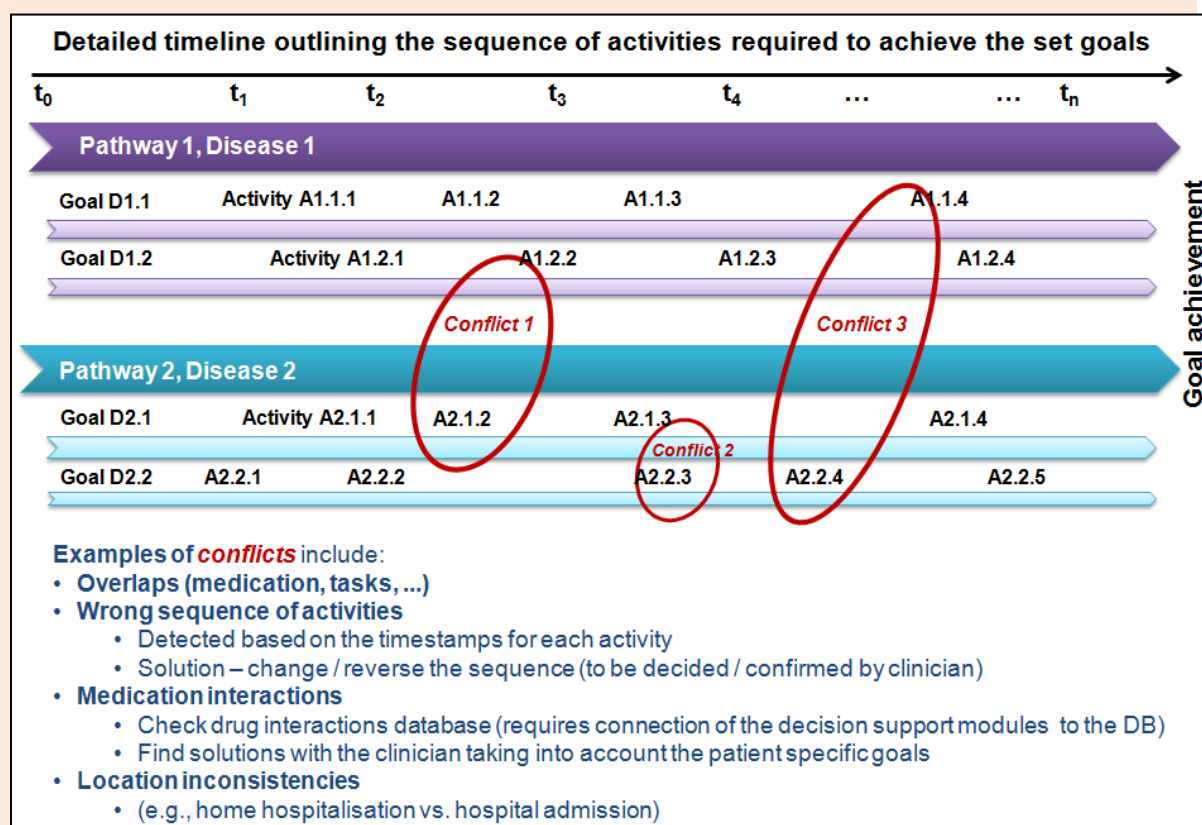 Detailed timeline outlining the sequence of activities required to achieve the set goals
t0 t1 t2 t3 t4 ... ... tn
Pathway 1, Disease 1
Goal D1.1 Activity A1.1.1 A1.1.2 A1.1.3 A1.1.4
Goal D1.2 Activity A1.2.1 A1.2.2 A1.2.3 A1.2.4
Conflict 1 Conflict 3
Pathway 2, Disease 2
Goal D2.1 Activity A2.1.1 A2.1.2 A2.1.3 A2.1.4
Conflict 2
Goal D2.2 A2.2.1 A2.2.2 A2.2.3 A2.2.4 A2.2.5
Goal achievement
Examples of conflicts include:
• Overlaps (medication, tasks, ...)
• Wrong sequence of activities
• Detected based on the timestamps for each activity
• Solution – change / reverse the sequence (to be decided / confirmed by clinician)
• Medication interactions
• Check drug interactions database (requires connection of the decision support modules to the DB)
• Find solutions with the clinician taking into account the patient specific goals
• Location inconsistencies
• (e.g., home hospitalisation vs. hospital admission)